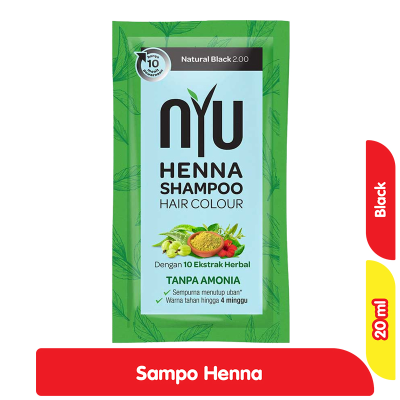 10
Natural Black 2.00
NYU
HENNA
SHAMPOO
HAIR COLOUR
Dengan 10 Ekstrak Herbal
TANPA AMONIA
✓ Sempurna menutup uban*
✓ Warna tahan hingga 4 minggu
Black
20 ml
Sampo Henna